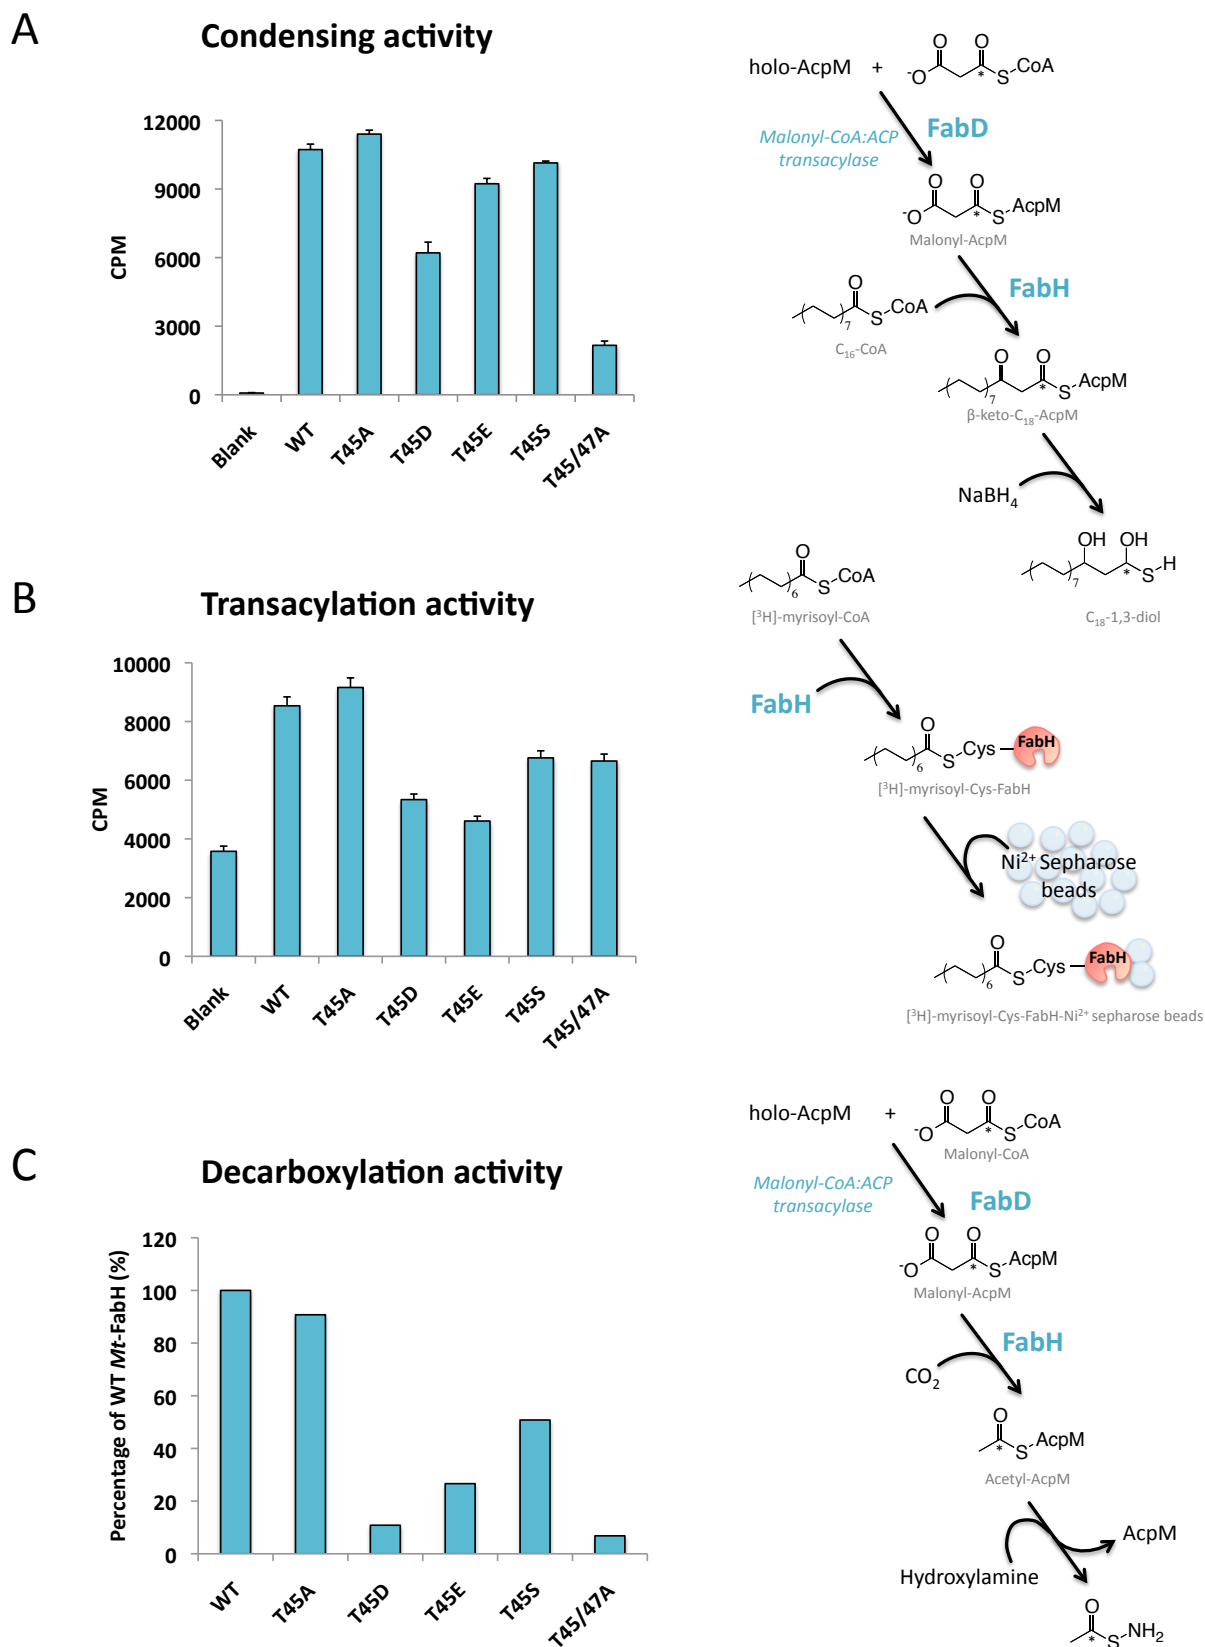 A
Condensing activity
CPM
12000
9000
6000
3000
0
Blank
WT
T45A
T45D
T45E
T45S
T45/47A
holo-AcpM + -O O O * S CoA
Malonyl-CoA:ACP
transacylase
FabD
-O O O * S AcpM
Malonyl-AcpM
FabH
7 O S CoA
C16-CoA
7 O O * S AcpM
β-keto-C18-AcpM
NaBH4
7 OH OH * S H
C18-1,3-diol
B
Transacylation activity
CPM
10000
8000
6000
4000
2000
0
Blank
WT
T45A
T45D
T45E
T45S
T45/47A
6 O S CoA
[3H]-myrisoyl-CoA
FabH
6 O S Cys FabH
[3H]-myrisoyl-Cys-FabH
Ni2+ Sepharose
beads
6 O S Cys FabH
[3H]-myrisoyl-Cys-FabH-Ni2+ sepharose beads
C
Decarboxylation activity
Percentage of WT Mt-FabH (%)
120
100
80
60
40
20
0
WT
T45A
T45D
T45E
T45S
T45/47A
holo-AcpM + -O O O * S CoA
Malonyl-CoA
Malonyl-CoA:ACP
transacylase
FabD
-O O O * S AcpM
Malonyl-AcpM
FabH
CO2
O * S AcpM
Acetyl-AcpM
AcpM
Hydroxylamine
O * S NH2